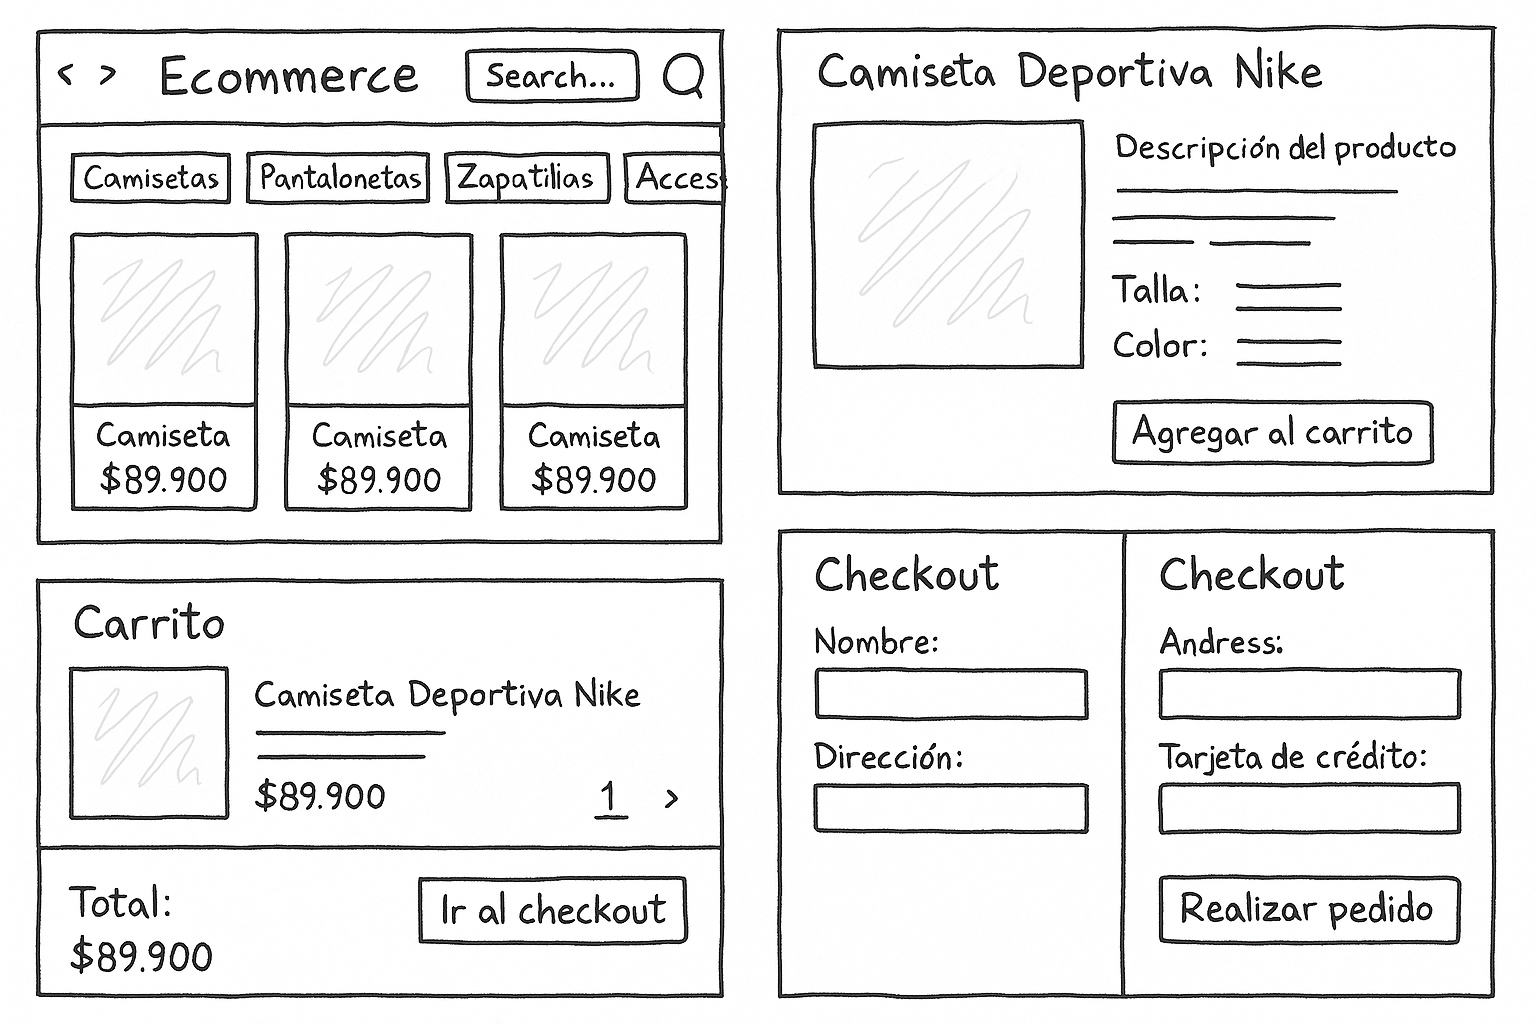 < > Ecommerce Search...
Camisetas Pantalonetas Zapatilias Acces
Camiseta Camiseta Camiseta
$89.900 $89.900 $89.900
Camiseta Deportiva Nike
Descripción del producto
Talla:
Color:
Agregar al carrito
Carrito
Camiseta Deportiva Nike
$89.900 1 >
Total:
$89.900
Ir al checkout
Checkout
Nombre:
Dirección:
Checkout
Andress:
Tarjeta de crédito:
Realizar pedido